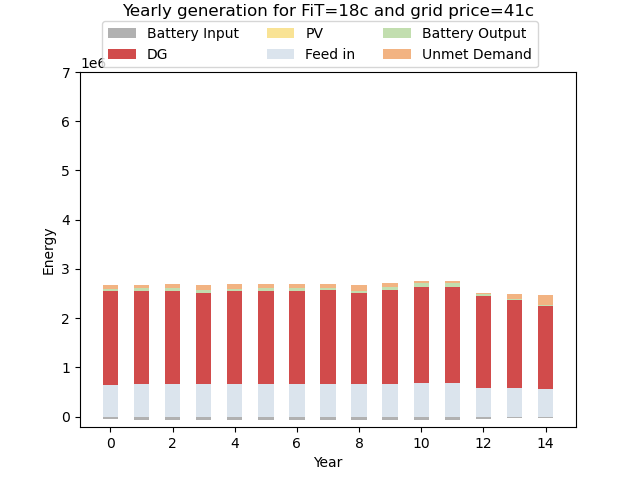 Yearly generation for FiT=18c and grid price=41c
Battery Input PV Battery Output
DG Feed in Unmet Demand
1e6
7
6
5
4
3
2
1
0
Energy
0 2 4 6 8 10 12 14
Year